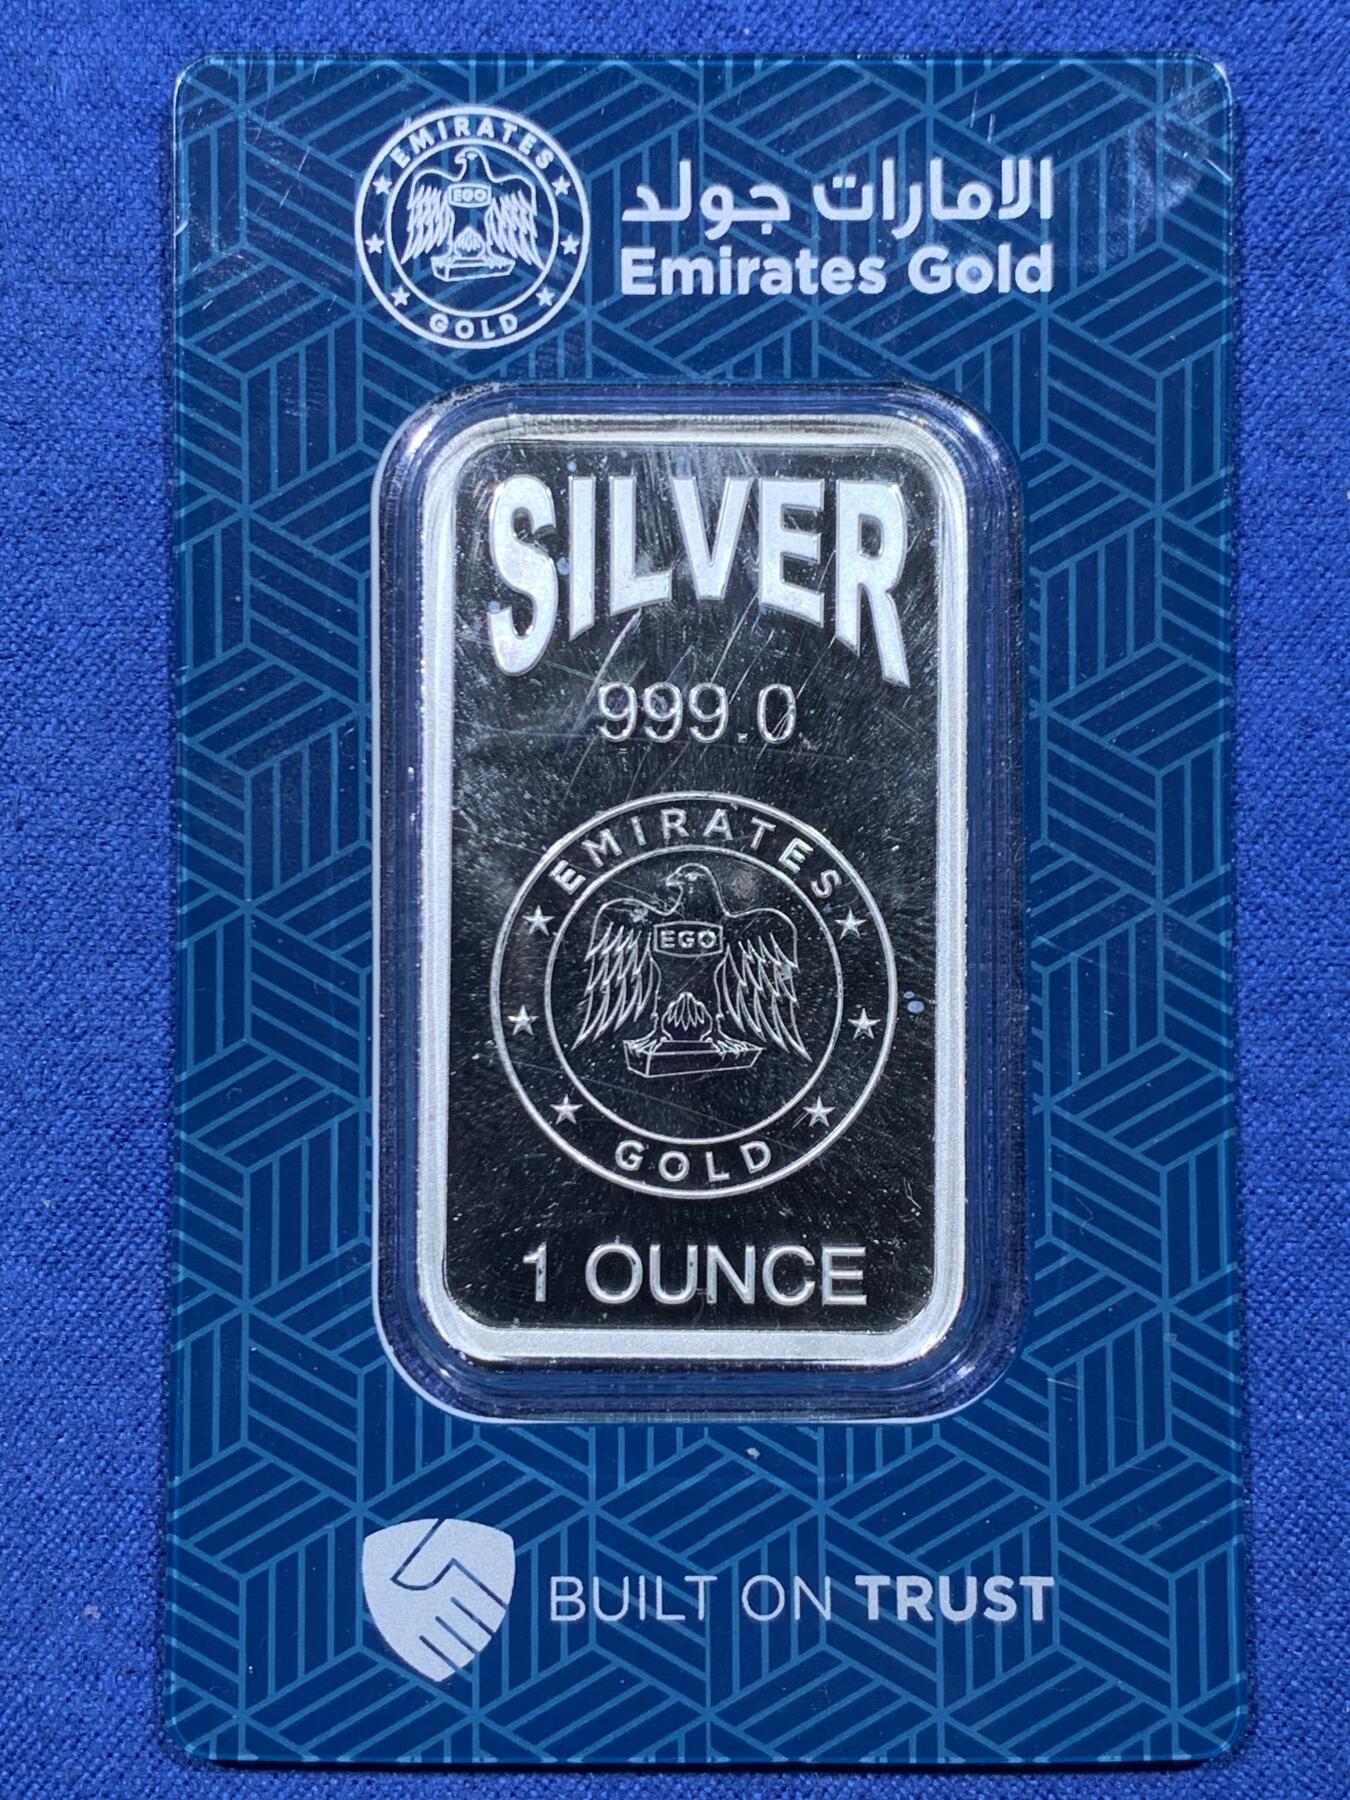 EMIRATES
EGO
GOLD
الامارات جولد
Emirates Gold
SILVER
999.0
EMIRATES
EGO
GOLD
1 OUNCE
BUILT ON TRUST